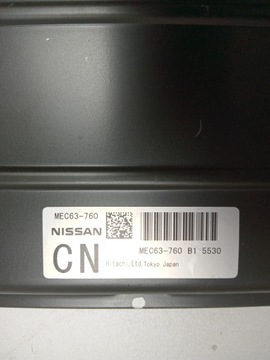 MEC63-760
NISSAN
MEC63-760 B1 5530
CN
Hitachi,Ltd.Tokyo Japan